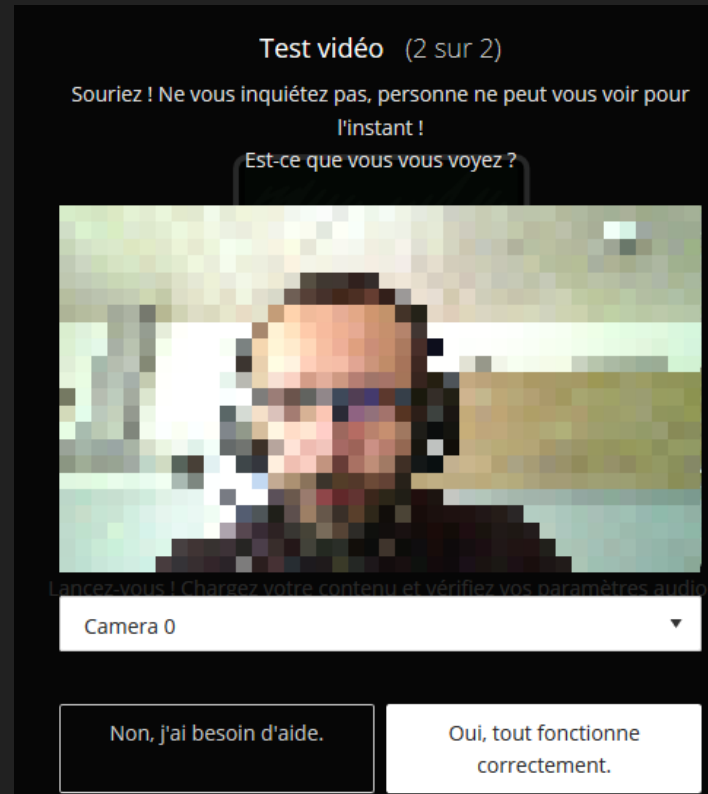 Test vidéo (2 sur 2)
Souriez ! Ne vous inquiétez pas, personne ne peut vous voir pour
l'instant !
Est-ce que vous vous voyez ?
Lancez-vous ! Chargez votre contenu et vérifiez vos paramètres audio
Camera 0
Non, j'ai besoin d'aide.
Oui, tout fonctionne
correctement.